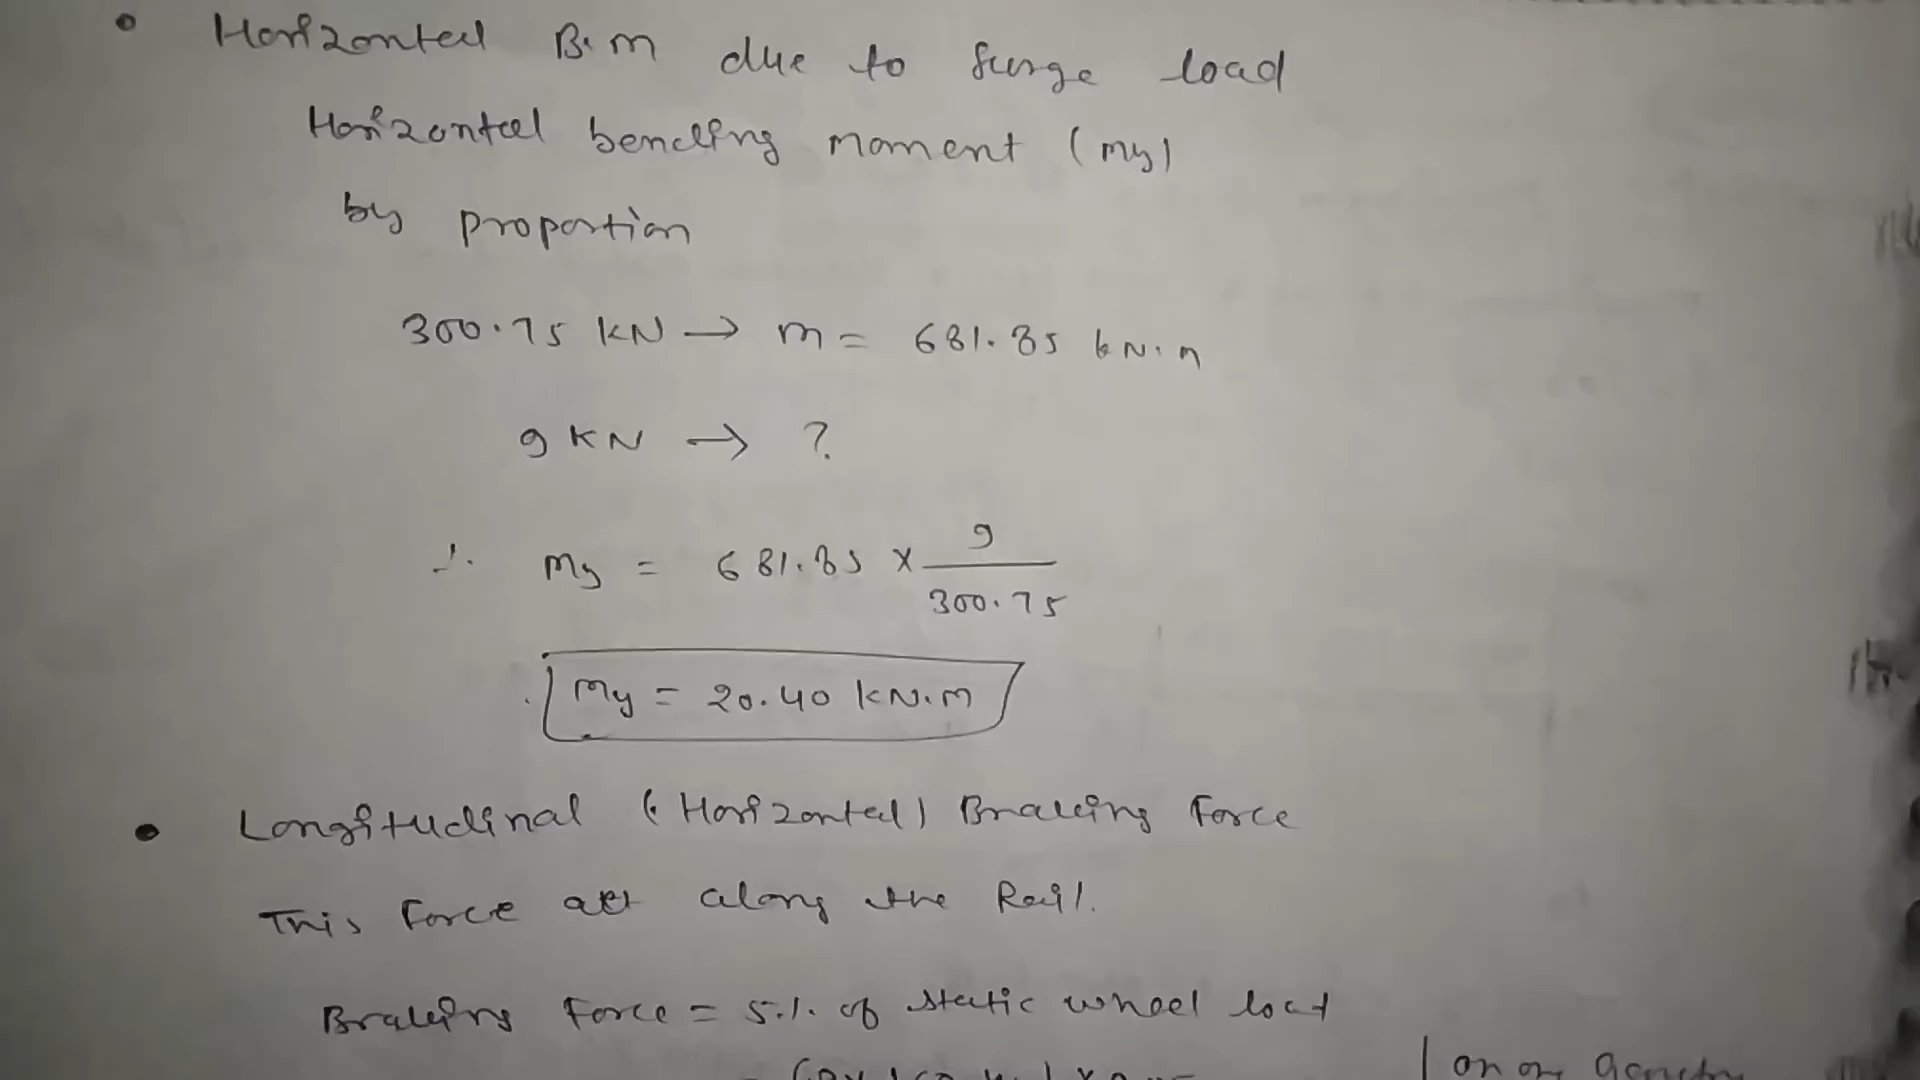 • Horizontal B.M due to Surge load
Horizontal bending moment (My)
by proportion
300.75 KN → M = 681.85 kN.m
9 KN → ?
∴ My = 681.85 × 9/300.75
My = 20.40 kN.m
• Longitudinal (Horizontal) Braking Force
This Force act along the Rail.
Braking Force = 5% of static wheel load